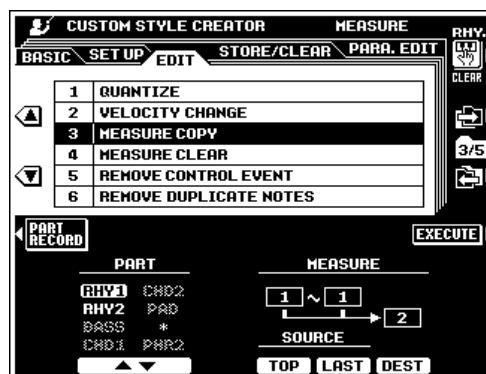 CUSTOM STYLE CREATOR MEASURE
RHY.
BASIC SET UP EDIT STORE/CLEAR PARA. EDIT
CLEAR
1 QUANTIZE
2 VELOCITY CHANGE
3 MEASURE COPY
4 MEASURE CLEAR
5 REMOVE CONTROL EVENT
6 REMOVE DUPLICATE NOTES
3/5
PART RECORD
EXECUTE
PART
MEASURE
RHY1 CHD2
RHY2 PAD
BASS *
CHD1 PHR2
1 ~ 1
2
SOURCE
TOP LAST DEST